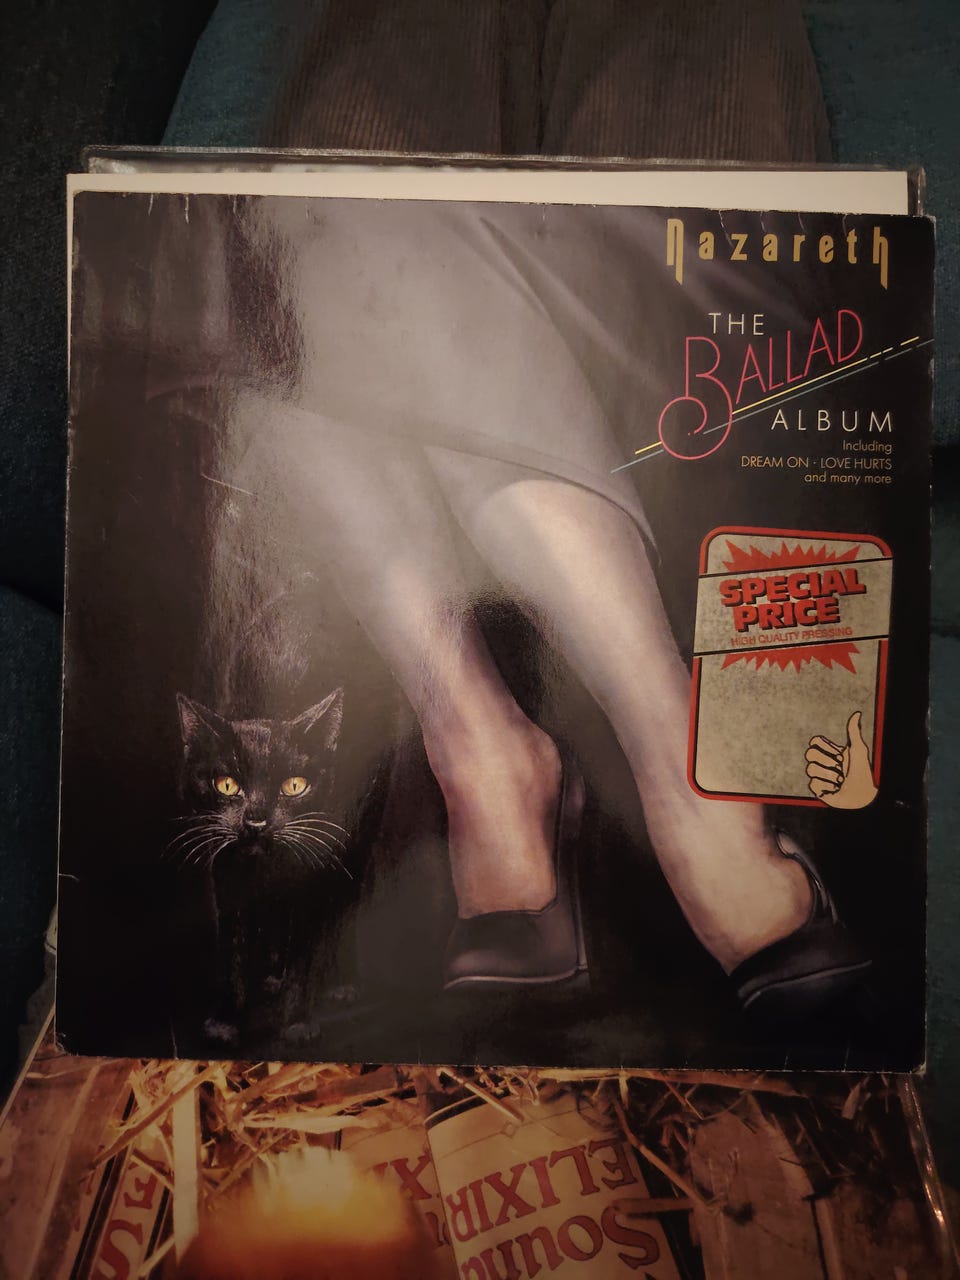 nazareth
THE
BALLAD
ALBUM
Including
DREAM ON · LOVE HURTS
and many more
SPECIAL
PRICE
HIGH QUALITY PRESSING
ELIXIR
Sound